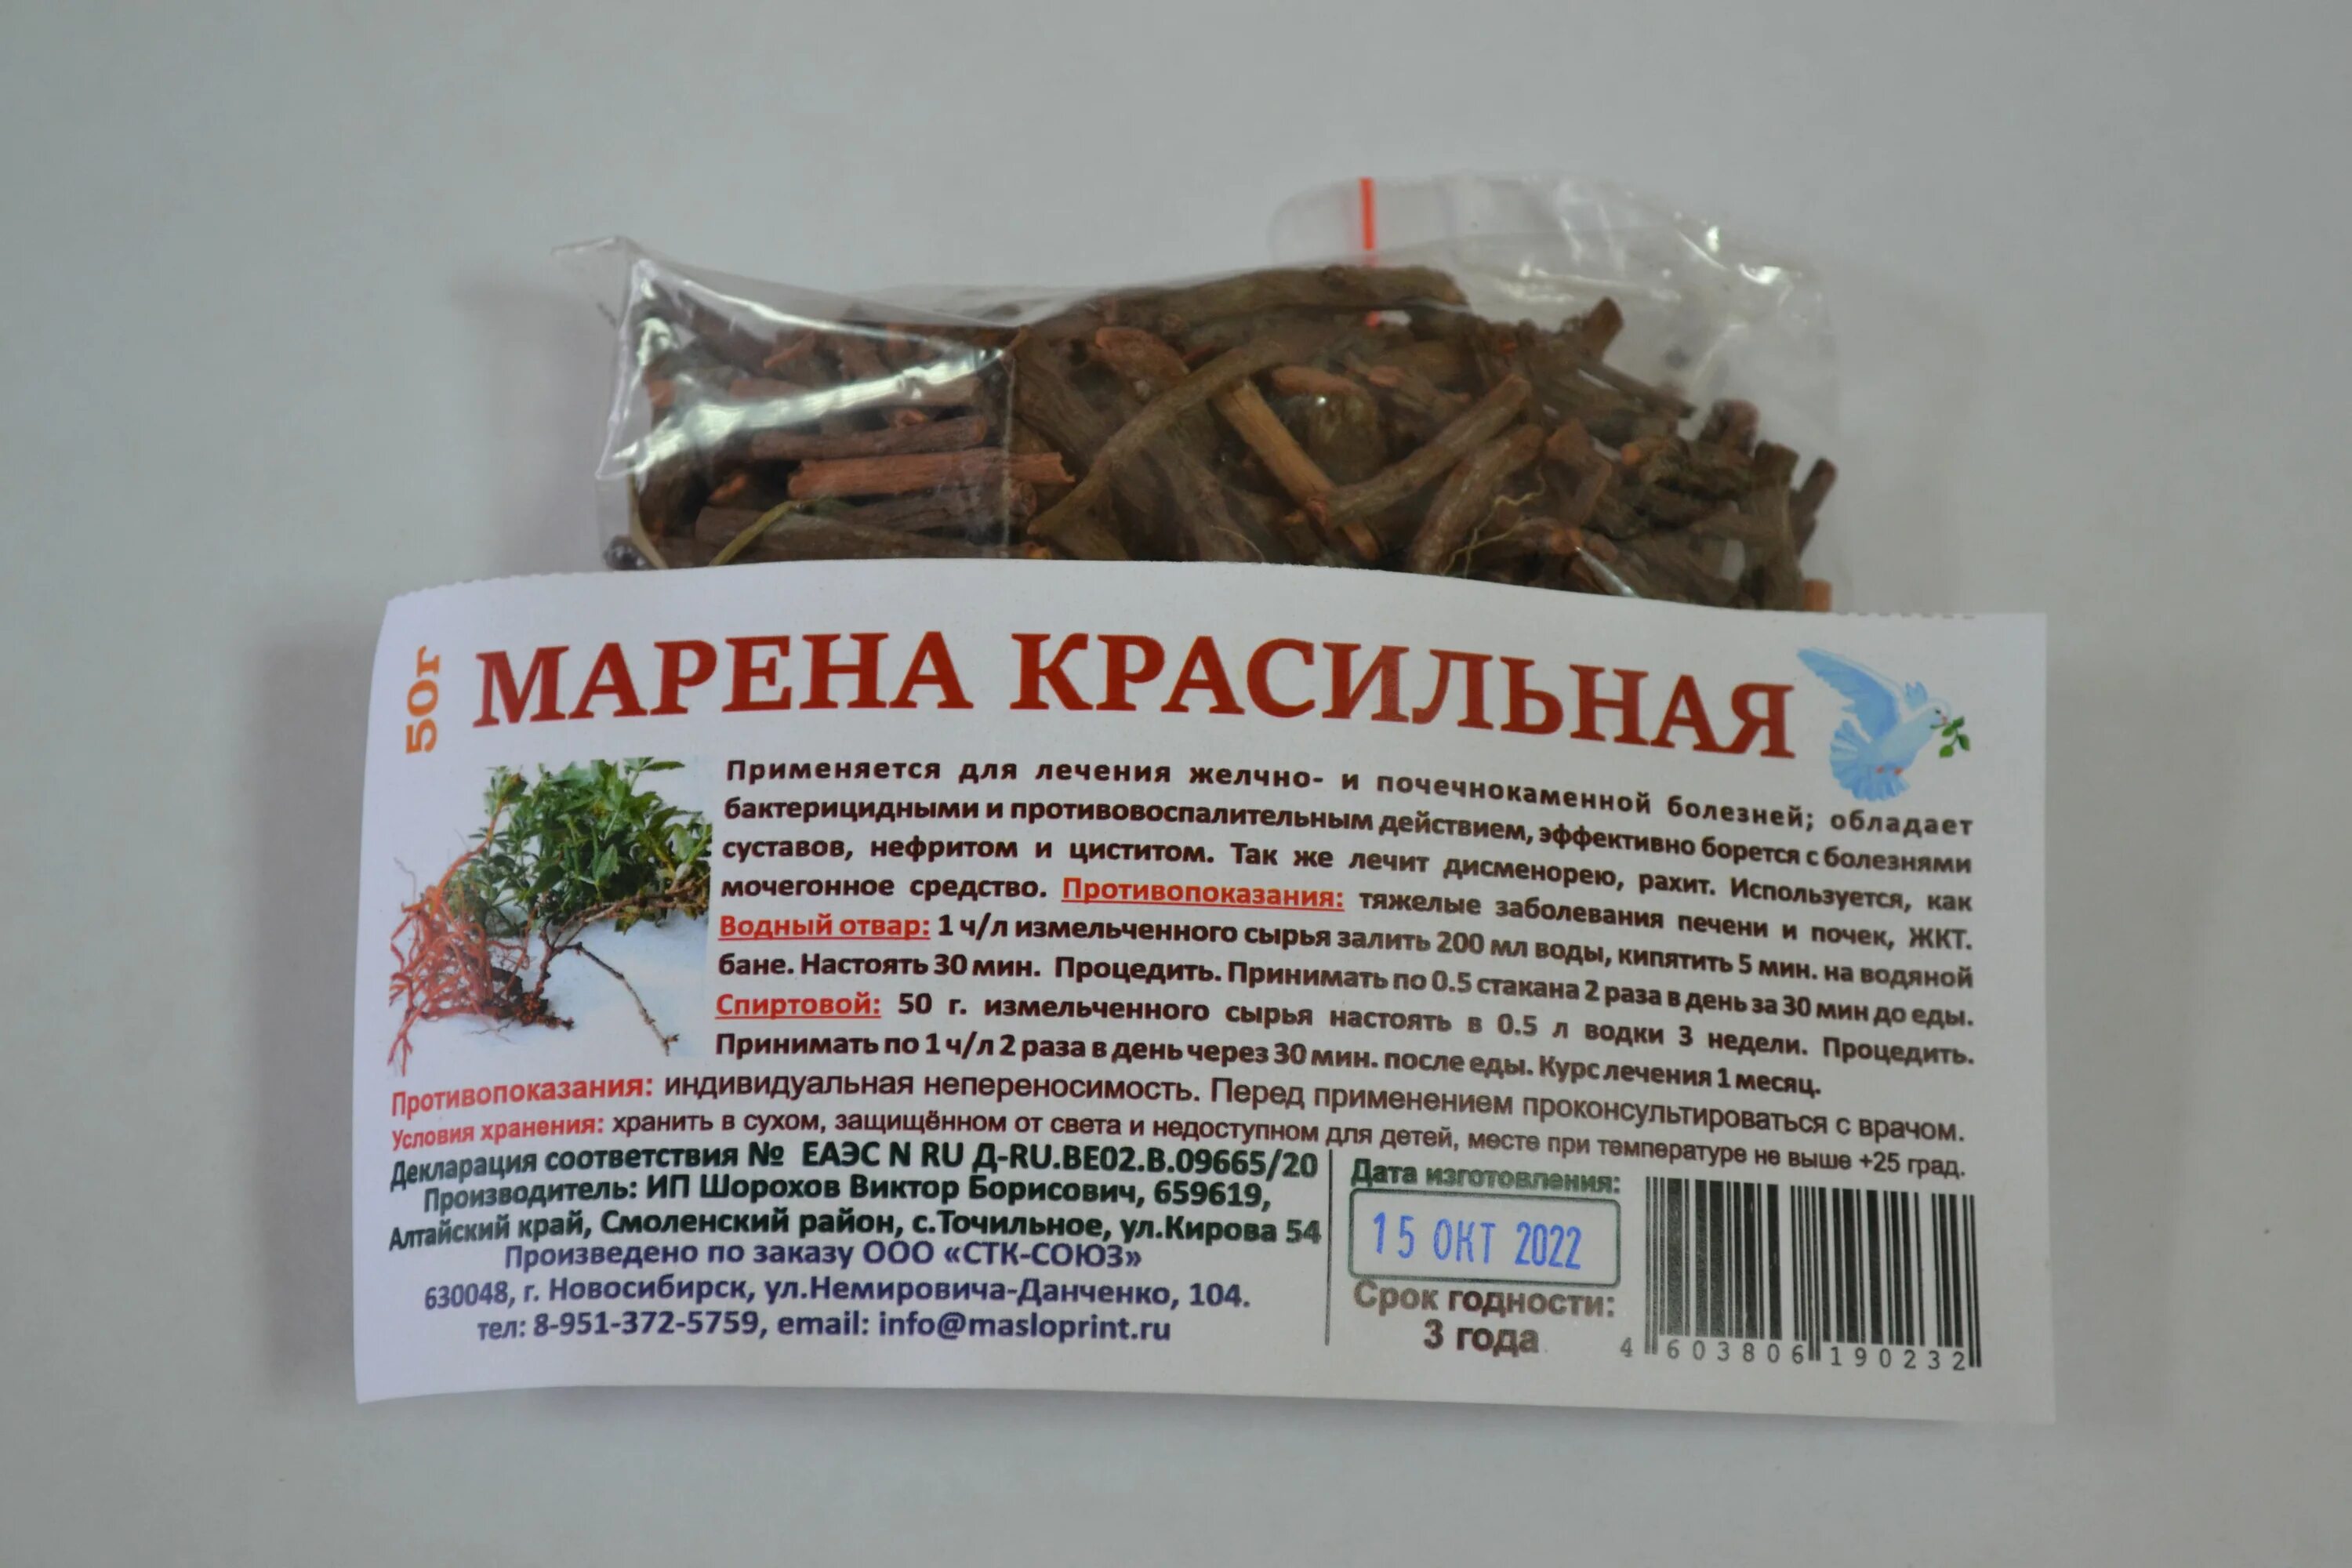 50г
МАРЕНА КРАСИЛЬНАЯ
Применяется для лечения желчно- и почечнокаменной болезней; обладает
бактерицидными и противовоспалительным действием, эффективно борется с болезнями
суставов, нефритом и циститом. Так же лечит дисменорею, рахит. Используется, как
мочегонное средство. Противопоказания: тяжелые заболевания печени и почек, ЖКТ.
Водный отвар: 1 ч/л измельченного сырья залить 200 мл воды, кипятить 5 мин. на водяной
бане. Настоять 30 мин. Процедить. Принимать по 0.5 стакана 2 раза в день за 30 мин до еды.
Спиртовой: 50 г. измельченного сырья настоять в 0.5 л водки 3 недели. Процедить.
Принимать по 1 ч/л 2 раза в день через 30 мин. после еды. Курс лечения 1 месяц.
Противопоказания: индивидуальная непереносимость. Перед применением проконсультироваться с врачом.
Условия хранения: хранить в сухом, защищённом от света и недоступном для детей, месте при температуре не выше +25 град.
Декларация соответствия № ЕАЭС N RU Д-RU.BE02.B.09665/20
Производитель: ИП Шорохов Виктор Борисович, 659619,
Алтайский край, Смоленский район, с.Точильное, ул.Кирова 54
Произведено по заказу ООО «СТК-СОЮЗ»
630048, г. Новосибирск, ул.Немировича-Данченко, 104.
тел: 8-951-372-5759, email: info@masloprint.ru
Дата изготовления:
15 ОКТ 2022
Срок годности:
3 года
4 603806 190232